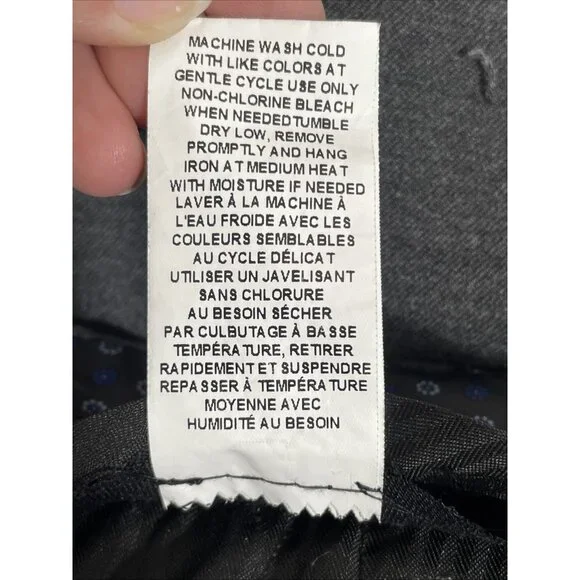 MACHINE WASH COLD
WITH LIKE COLORS AT
GENTLE CYCLE USE ONLY
NON-CHLORINE BLEACH
WHEN NEEDED TUMBLE
DRY LOW, REMOVE
PROMPTLY AND HANG
IRON AT MEDIUM HEAT
WITH MOISTURE IF NEEDED
LAVER À LA MACHINE À
L'EAU FROIDE AVEC LES
COULEURS SEMBLABLES
AU CYCLE DÉLICAT
UTILISER UN JAVELISANT
SANS CHLORURE
AU BESOIN SÉCHER
PAR CULBUTAGE À BASSE
TEMPÉRATURE, RETIRER
RAPIDEMENT ET SUSPENDRE
REPASSER À TEMPÉRATURE
MOYENNE AVEC
HUMIDITÉ AU BESOIN